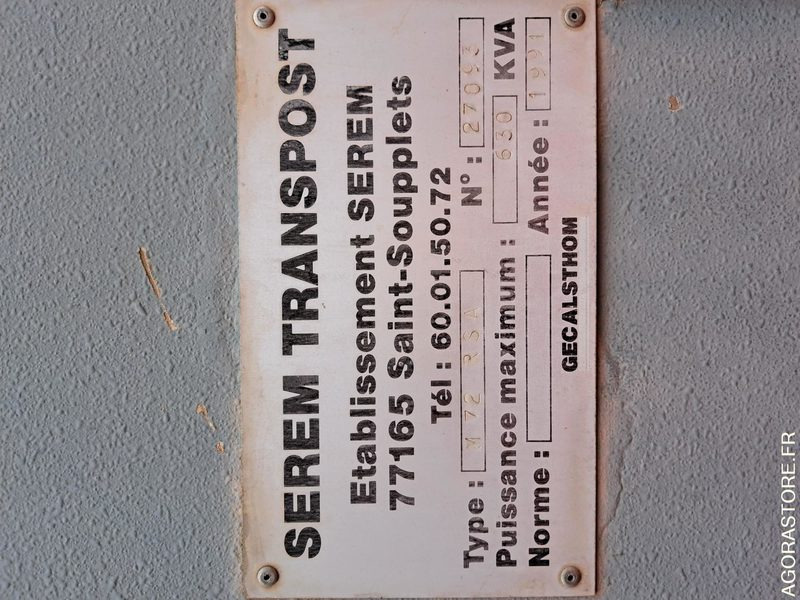 SEREM TRANSPOST
Etablissement SEREM
77165 Saint-Soupplets
Tél : 60.01.50.72
Type : M 72 RSA N° : 27093
Puissance maximum : 630 KVA
Norme : Année : 1991
GECALSTHOM
AGORASTORE.FR